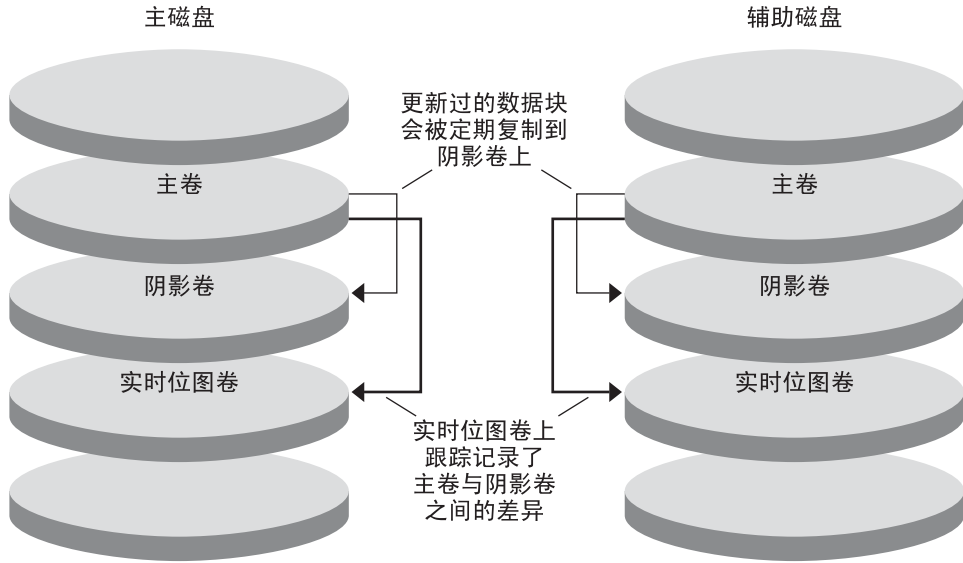 主磁盘
辅助磁盘
更新过的数据块
会被定期复制到
阴影卷上
主卷
主卷
阴影卷
阴影卷
实时位图卷
实时位图卷
实时位图卷上
跟踪记录了
主卷与阴影卷
之间的差异